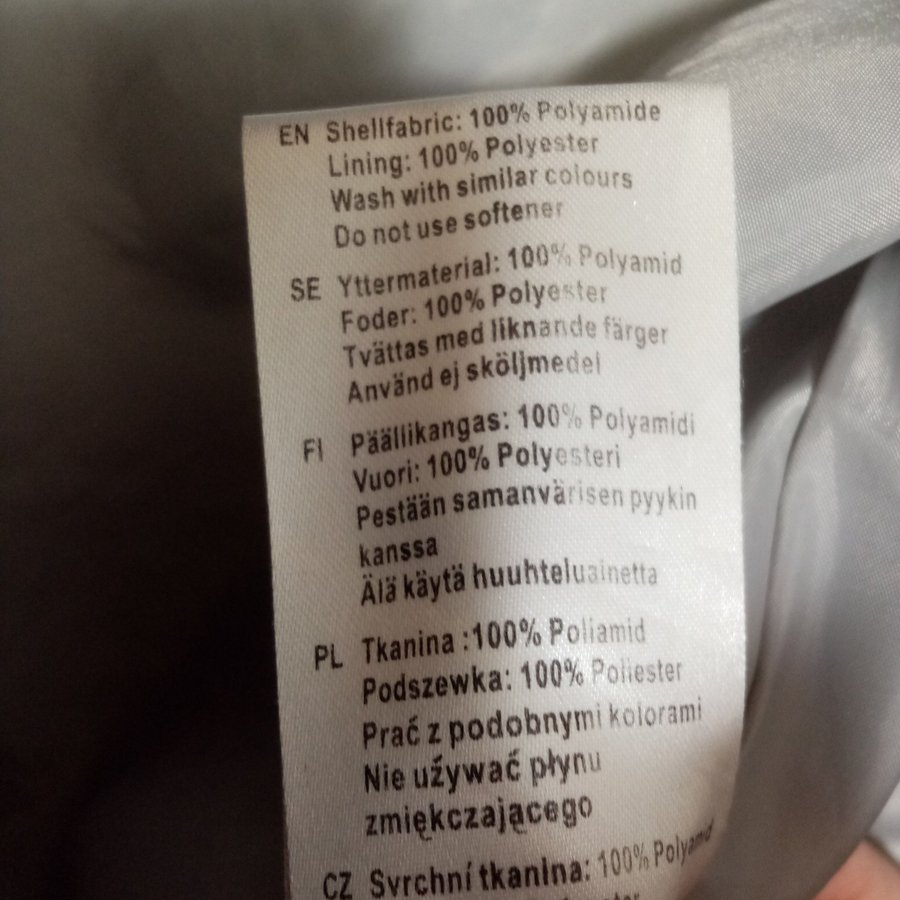 EN Shellfabric: 100% Polyamide
Lining: 100% Polyester
Wash with similar colours
Do not use softener
SE Yttermaterial: 100% Polyamid
Foder: 100% Polyester
Tvättas med liknande färger
Använd ej sköljmedel
FI Päällikangas: 100% Polyamidi
Vuori: 100% Polyesteri
Pestään samanvärisen pyykin
kanssa
Älä käytä huuhteluainetta
PL Tkanina :100% Poliamid
Podszewka: 100% Poliester
Prać z podobnymi kolorami
Nie używaż płynu
zmiękczającego
CZ Svrchní tkanina: 100% Polyamid